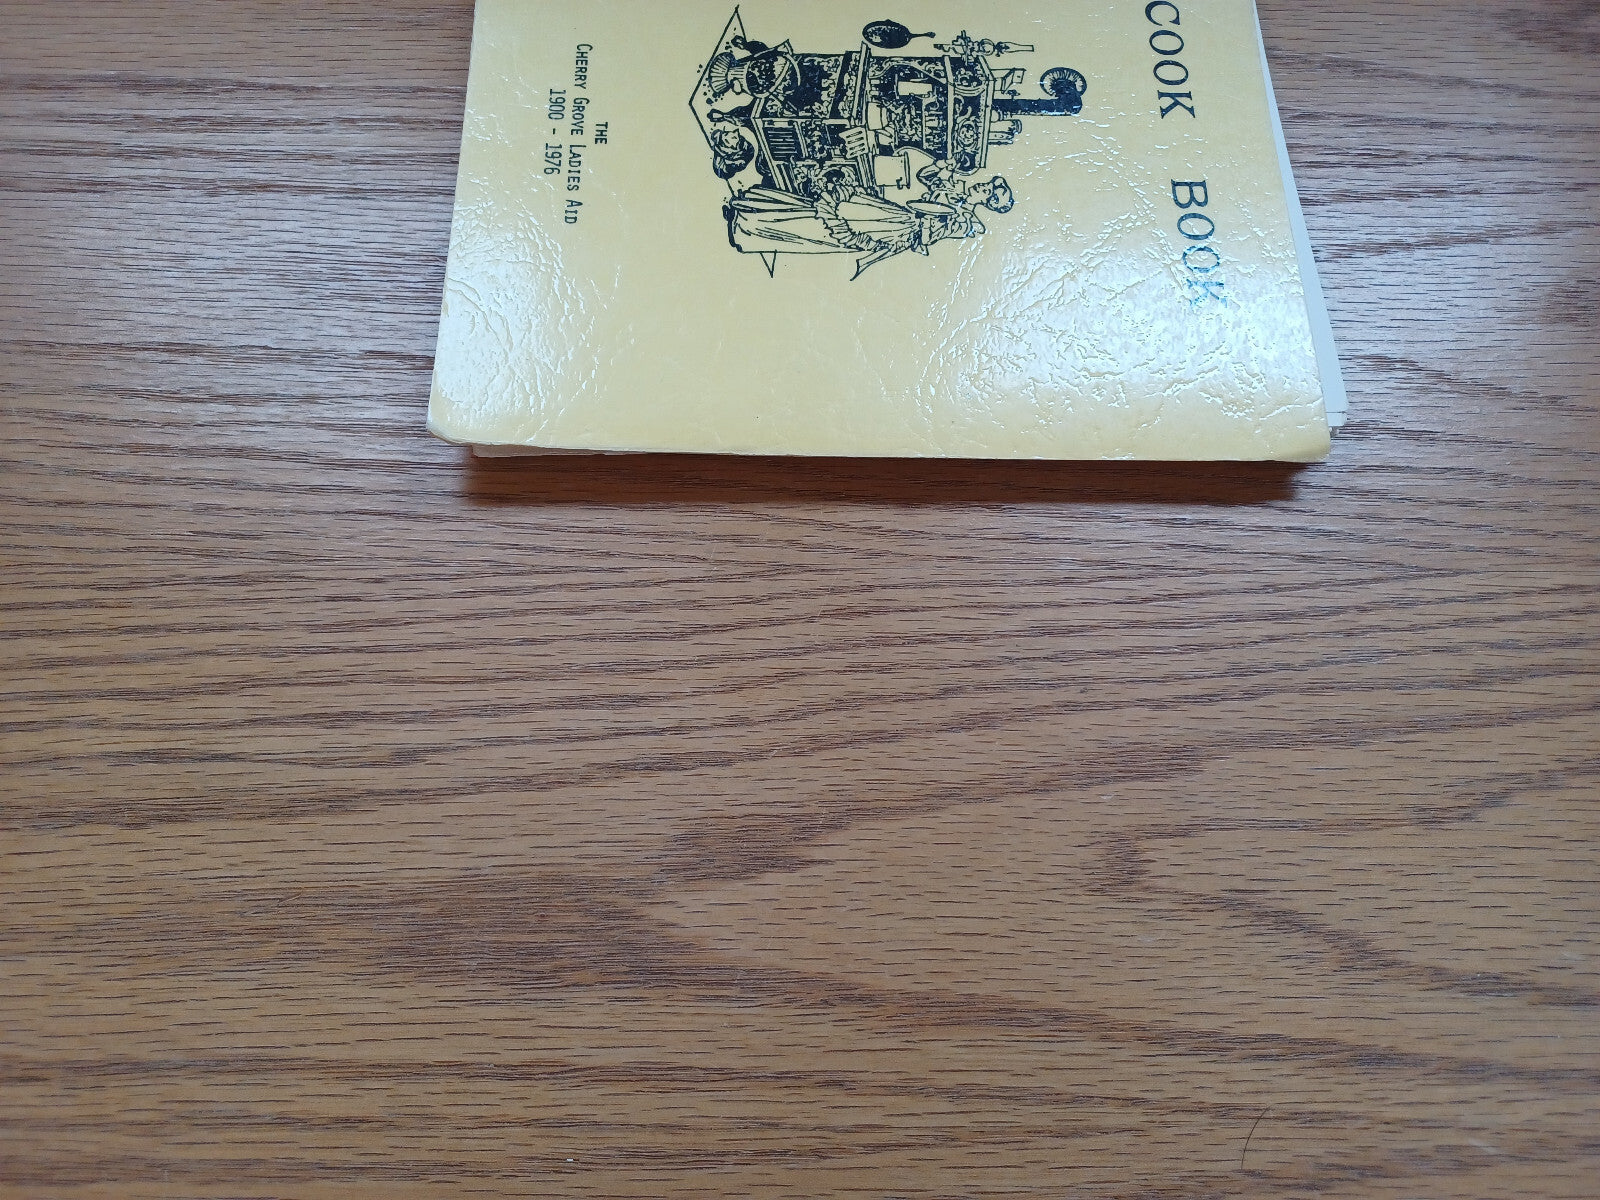 COOK BOOK
THE
CHERRY GROVE LADIES AID
1900 - 1976